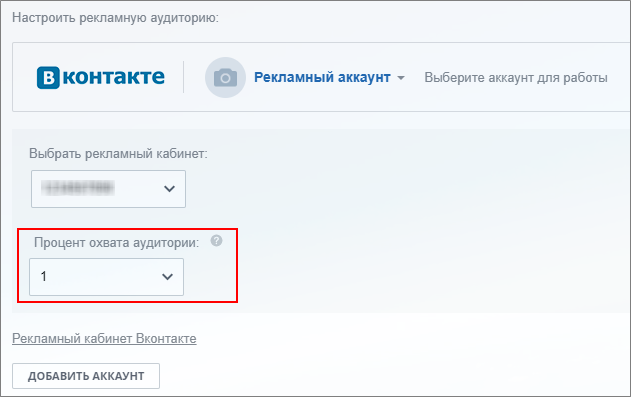 Настроить рекламную аудиторию:
В контакте Рекламный аккаунт Выберите аккаунт для работы
Выбрать рекламный кабинет:
Процент охвата аудитории: ?
1
Рекламный кабинет Вконтакте
ДОБАВИТЬ АККАУНТ